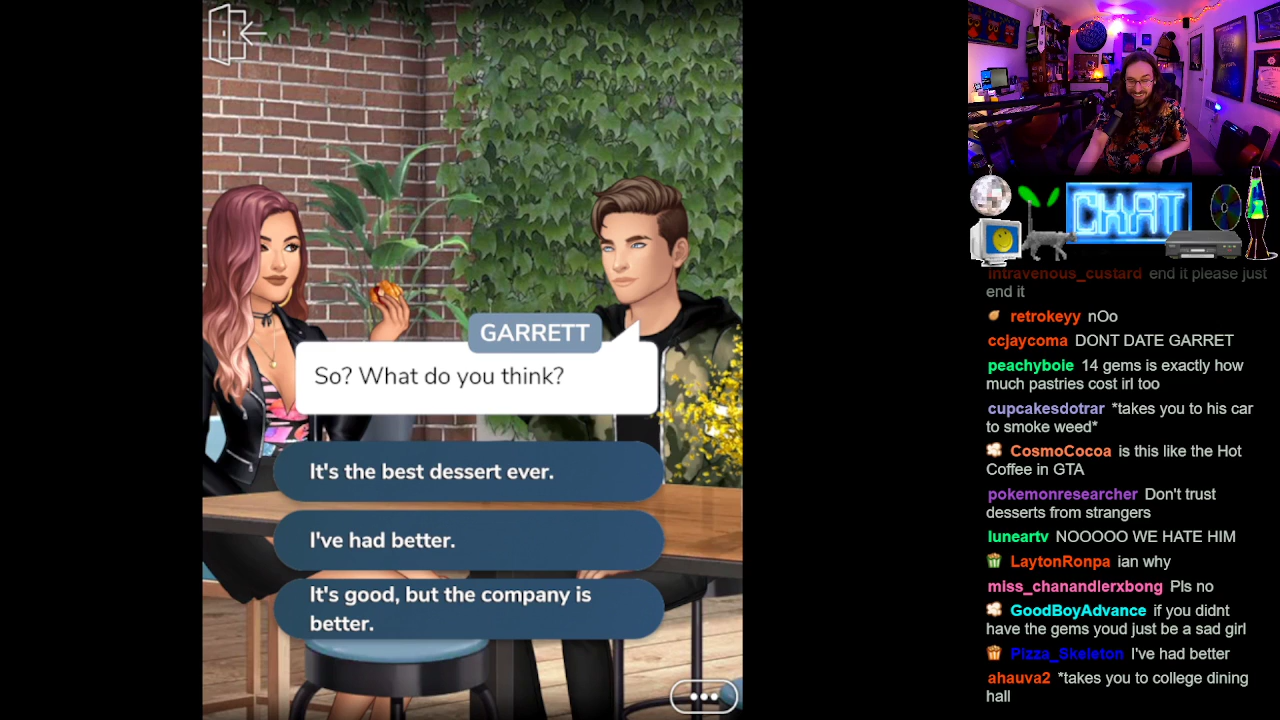 GARRETT
So? What do you think?
It's the best dessert ever.
I've had better.
It's good, but the company is
better.
CHAT
intravenous_custard end it please just
end it
retrokeyy nOo
ccjaycoma DONT DATE GARRET
peachyboie 14 gems is exactly how
much pastries cost irl too
cupcakesdotrar *takes you to his car
to smoke weed*
CosmoCocoa is this like the Hot
Coffee in GTA
pokemonresearcher Don't trust
desserts from strangers
luneartv NOOOOO WE HATE HIM
LaytonRonpa ian why
miss_chanandlerxbong Pls no
GoodBoyAdvance if you didnt
have the gems youd just be a sad girl
Pizza_Skeleton I've had better
ahauva2 *takes you to college dining
hall